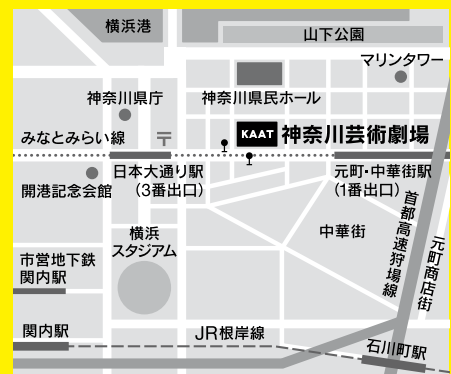 横浜港
山下公園
マリンタワー
神奈川県庁
神奈川県民ホール
〒
KAAT 神奈川芸術劇場
みなとみらい線
日本大通り駅
(3番出口)
元町・中華街駅
(1番出口)
開港記念会館
横浜
スタジアム
中華街
首都高速狩場線
元町商店街
市営地下鉄
関内駅
関内駅
JR根岸線
石川町駅